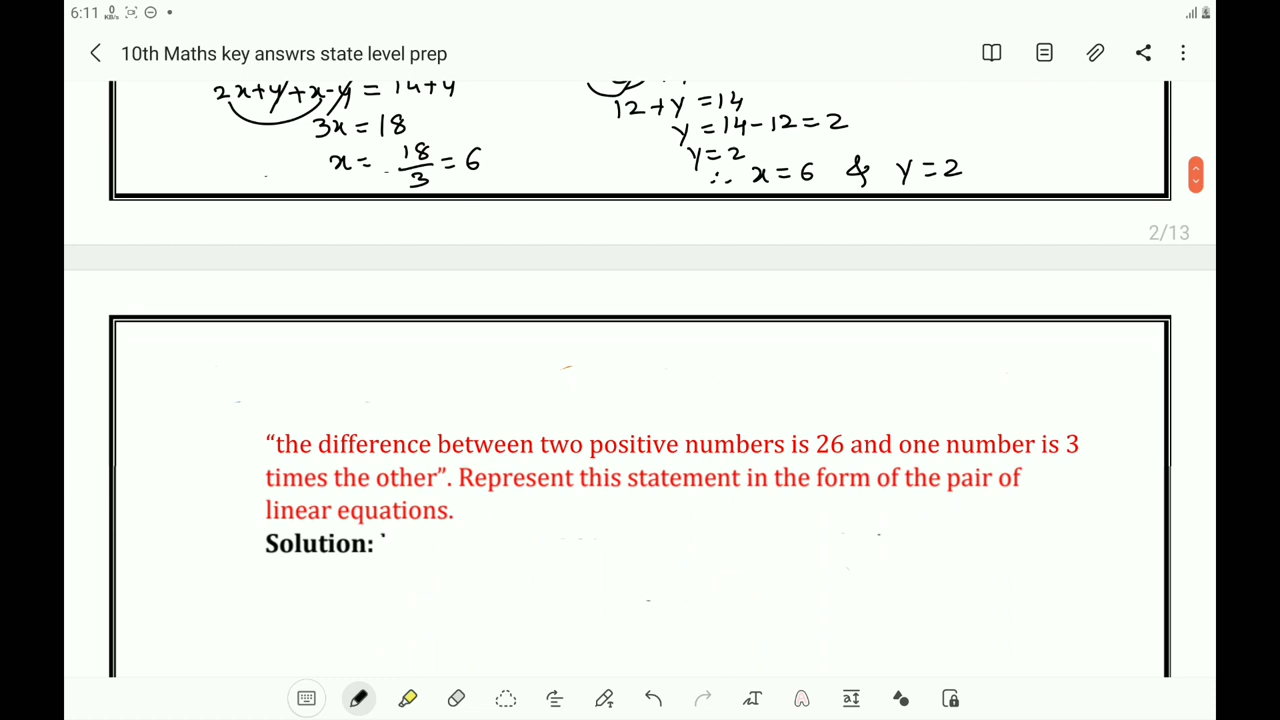 6:11 0 KB/s
10th Maths key answrs state level prep
2x+y+x-y = 14+4
12+y =14
3x = 18
y = 14-12 = 2
x = 18/3 = 6
y=2
∴ x = 6 & y = 2
2/13
“the difference between two positive numbers is 26 and one number is 3
times the other”. Represent this statement in the form of the pair of
linear equations.
Solution: